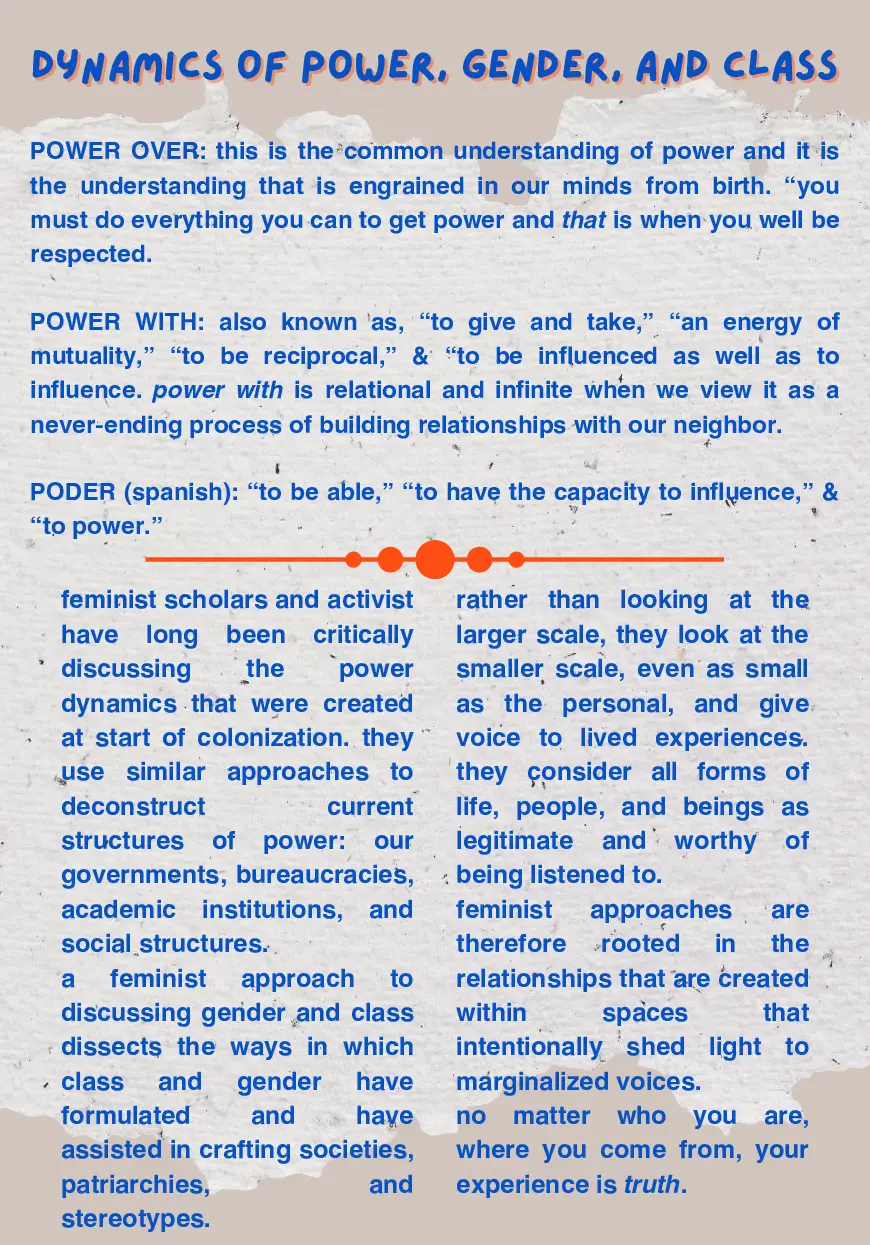 DYNAMICS OF POWER, GENDER, AND CLASS
POWER OVER: this is the common understanding of power and it is
the understanding that is engrained in our minds from birth. “you
must do everything you can to get power and that is when you well be
respected.
POWER WITH: also known as, “to give and take,” “an energy of
mutuality,” “to be reciprocal,” & “to be influenced as well as to
influence. power with is relational and infinite when we view it as a
never-ending process of building relationships with our neighbor.
PODER (spanish): “to be able,” “to have the capacity to influence,” &
“to power.”
feminist scholars and activist
have long been critically
discussing the power
dynamics that were created
at start of colonization. they
use similar approaches to
deconstruct current
structures of power: our
governments, bureaucracies,
academic institutions, and
social structures.
a feminist approach to
discussing gender and class
dissects the ways in which
class and gender have
formulated and have
assisted in crafting societies,
patriarchies, and
stereotypes.
rather than looking at the
larger scale, they look at the
smaller scale, even as small
as the personal, and give
voice to lived experiences.
they consider all forms of
life, people, and beings as
legitimate and worthy of
being listened to.
feminist approaches are
therefore rooted in the
relationships that are created
within spaces that
intentionally shed light to
marginalized voices.
no matter who you are,
where you come from, your
experience is truth.